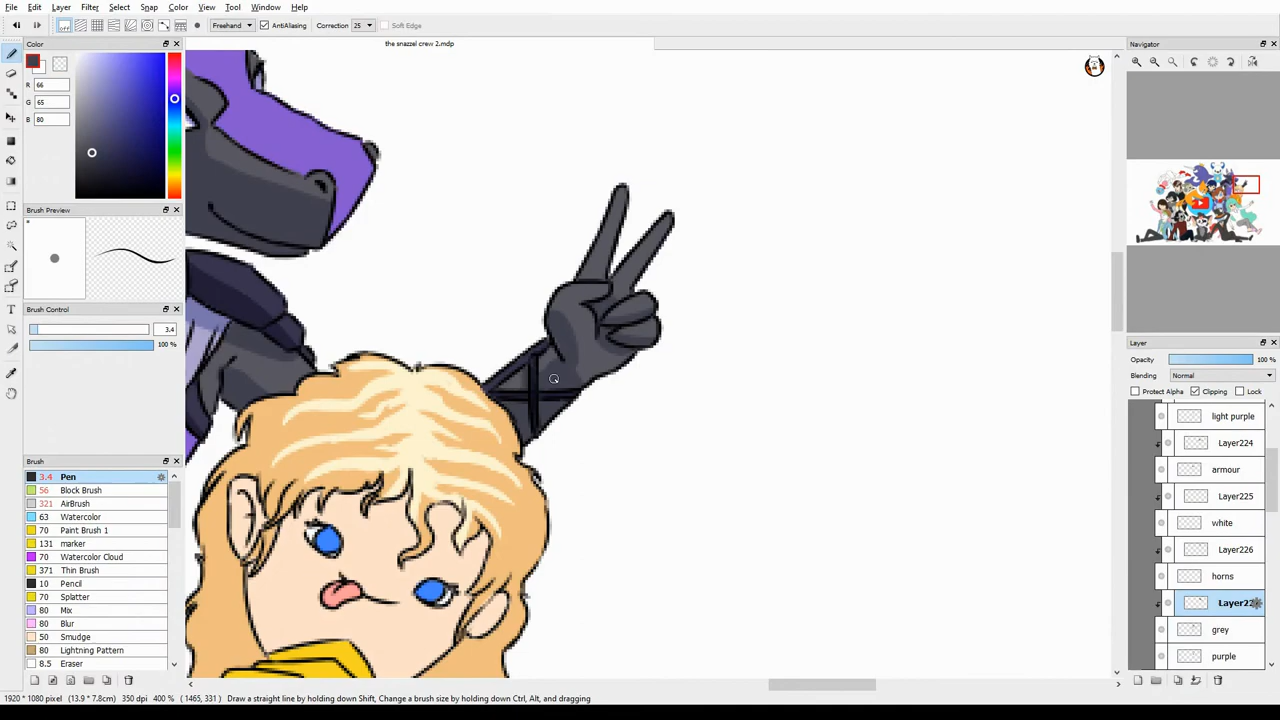 File Edit Filter Select Snap Color View Tool Window Help
Freehand AntiAliasing Correction 25 Soft Edge
the snazzel crew 2.mdp
Color
R 66
G 65
B 80
Brush Preview
Brush Control
3.4
100 %
Brush
3.4 Pen
56 Block Brush
321 AirBrush
63 Watercolor
70 Paint Brush 1
131 marker
70 Watercolor Cloud
371 Thin Brush
10 Pencil
70 Splatter
80 Mix
80 Blur
50 Smudge
80 Lightning Pattern
8.5 Eraser
Navigator
Layer
Opacity 100 %
Blending Normal
Protect Alpha Clipping Lock
light purple
Layer224
armour
Layer225
white
Layer226
horns
Layer22
grey
purple
1920 * 1080 pixel (13.9 * 7.8cm) 350 dpi 400 % ( 1465, 331 ) Draw a straight line by holding down Shift, Change a brush size by holding down Ctrl, Alt, and dragging